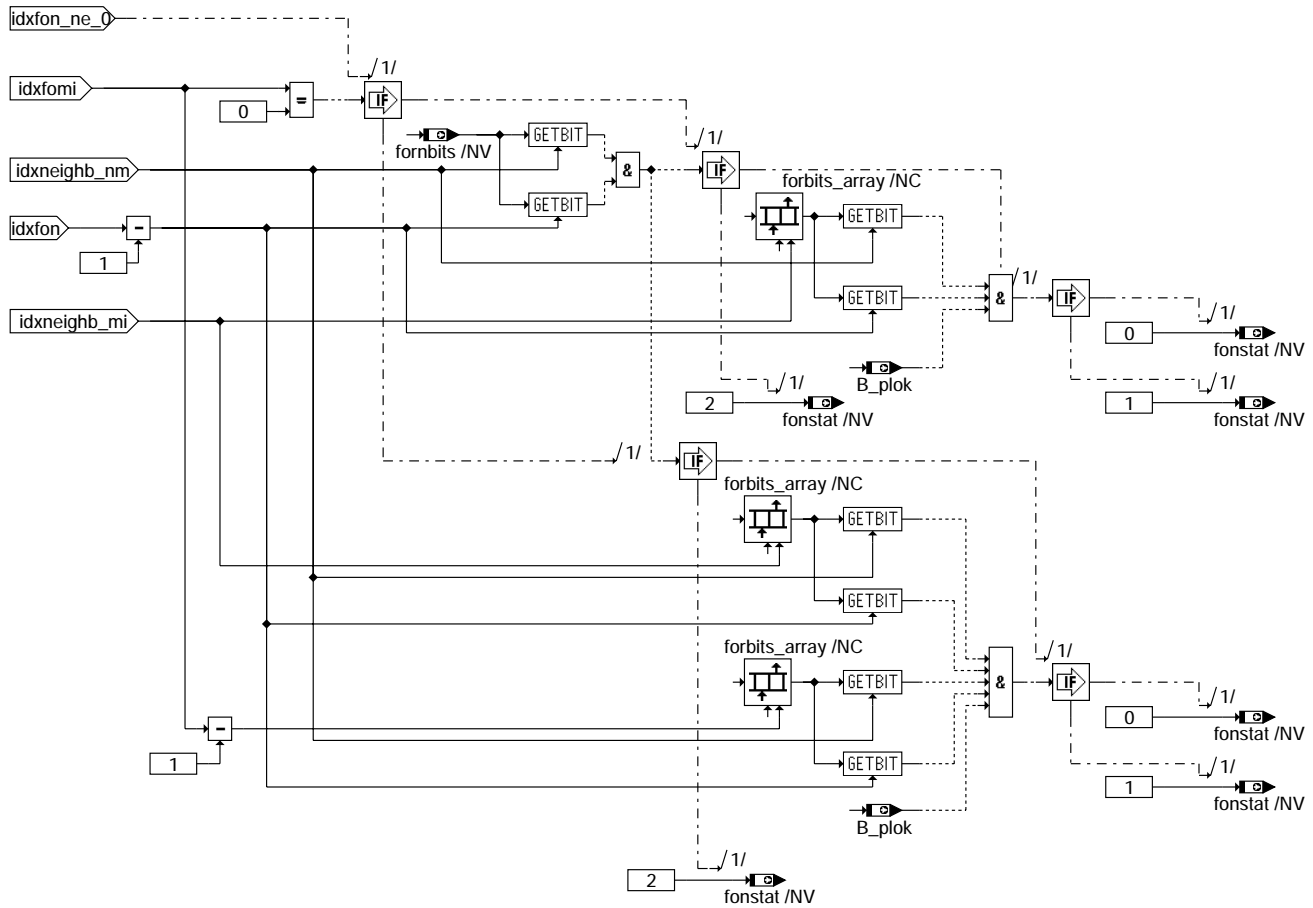 idxfon_ne_0
/1/
idxfomi
=
IF
0
/1/
fornbits /NV
GETBIT
&
IF
idxneighb_nm
forbits_array /NC
GETBIT
GETBIT
idxfon
-
1
/1/
GETBIT
&
IF
idxneighb_mi
/1/
0
fonstat /NV
B_plok
/1/
2
fonstat /NV
/1/
1
fonstat /NV
/1/
IF
forbits_array /NC
GETBIT
GETBIT
forbits_array /NC
/1/
GETBIT
&
IF
/1/
0
fonstat /NV
-
1
GETBIT
/1/
1
fonstat /NV
B_plok
/1/
2
fonstat /NV